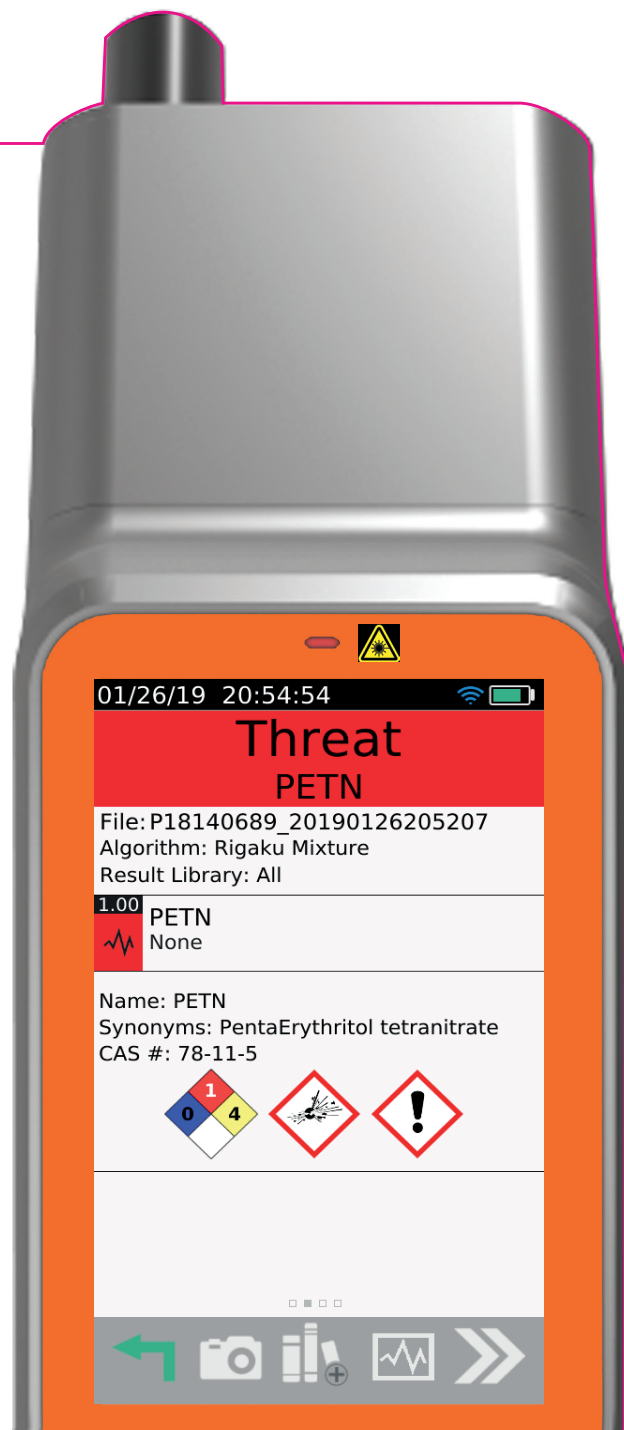 01/26/19 20:54:54
Threat
PETN
File: P18140689_20190126205207
Algorithm: Rigaku Mixture
Result Library: All
1.00
PETN
None
Name: PETN
Synonyms: PentaErythritol tetranitrate
CAS #: 78-11-5
1
0 4